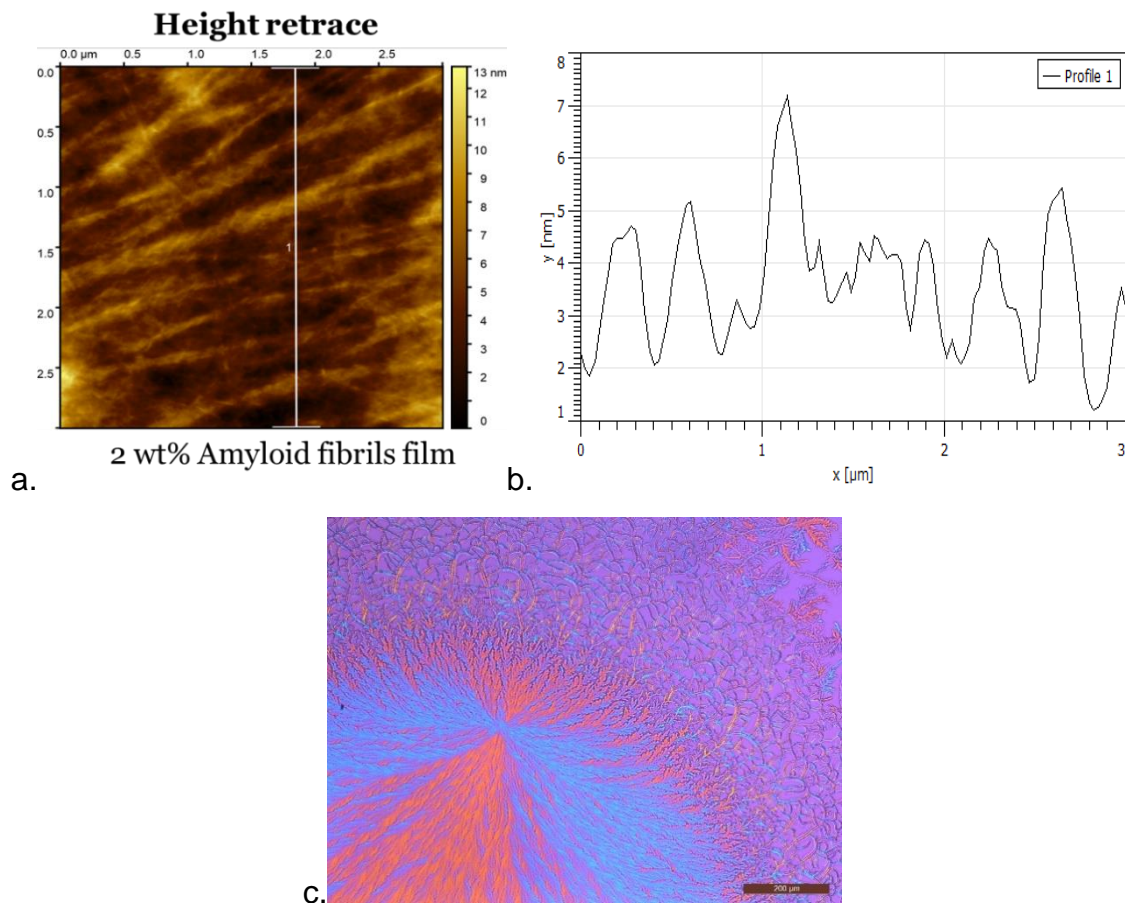 Height retrace
0.0 µm 0.5 1.0 1.5 2.0 2.5
0.0
0.5
1.0
1.5
2.0
2.5
1
13 nm
12
10
9
8
7
6
5
4
3
2
0
2 wt% Amyloid fibrils film
a.
8
7
6
5
4
3
2
1
y [nm]
Profile 1
0 1 2 3
x [µm]
b.
200 µm
c.